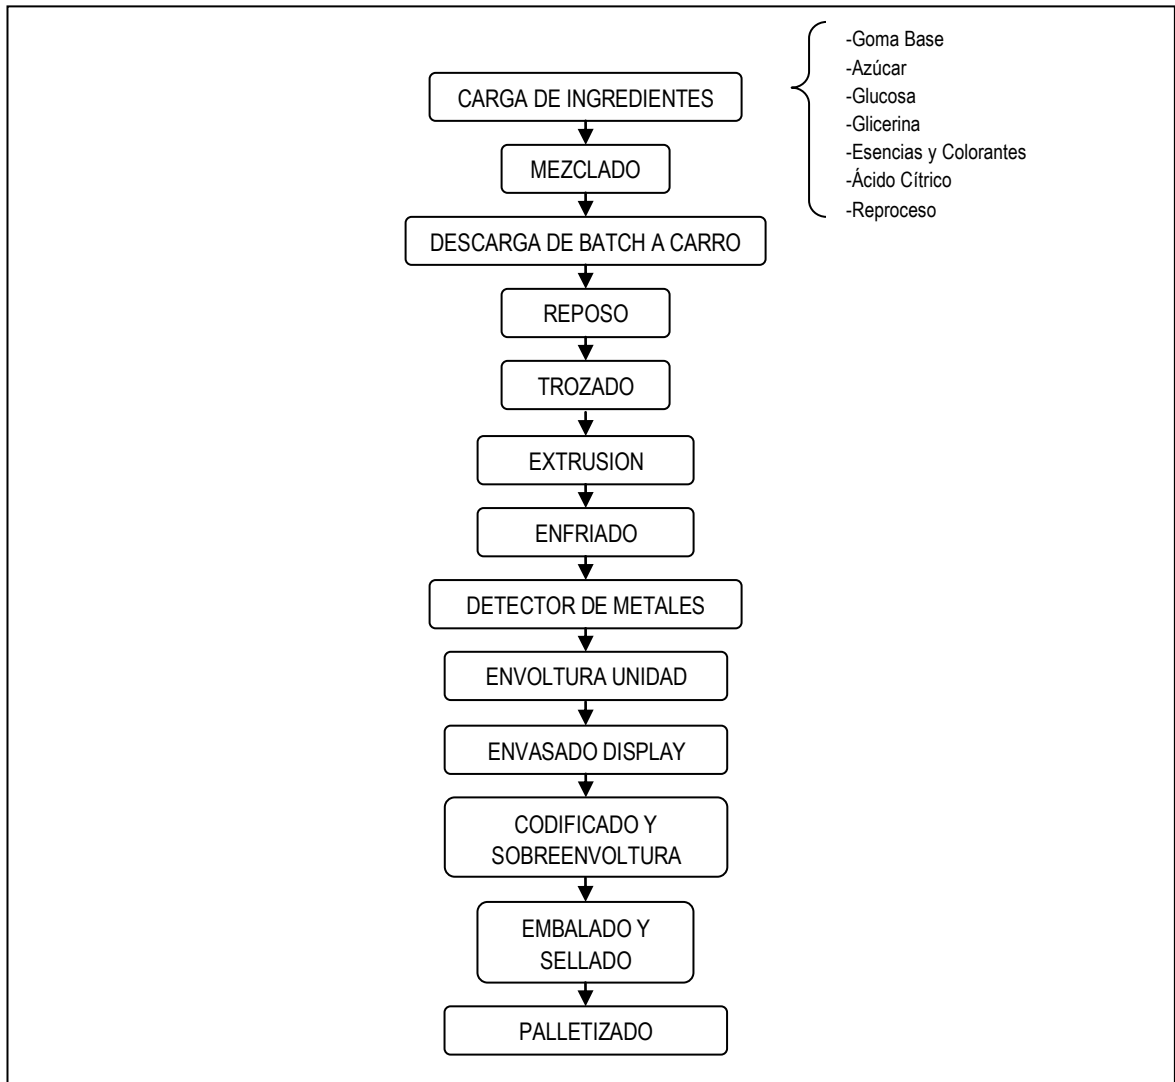 -Goma Base
-Azúcar
-Glucosa
-Glicerina
-Esencias y Colorantes
-Ácido Cítrico
-Reproceso
CARGA DE INGREDIENTES
MEZCLADO
DESCARGA DE BATCH A CARRO
REPOSO
TROZADO
EXTRUSION
ENFRIADO
DETECTOR DE METALES
ENVOLTURA UNIDAD
ENVASADO DISPLAY
CODIFICADO Y
SOBREENVOLTURA
EMBALADO Y
SELLADO
PALLETIZADO